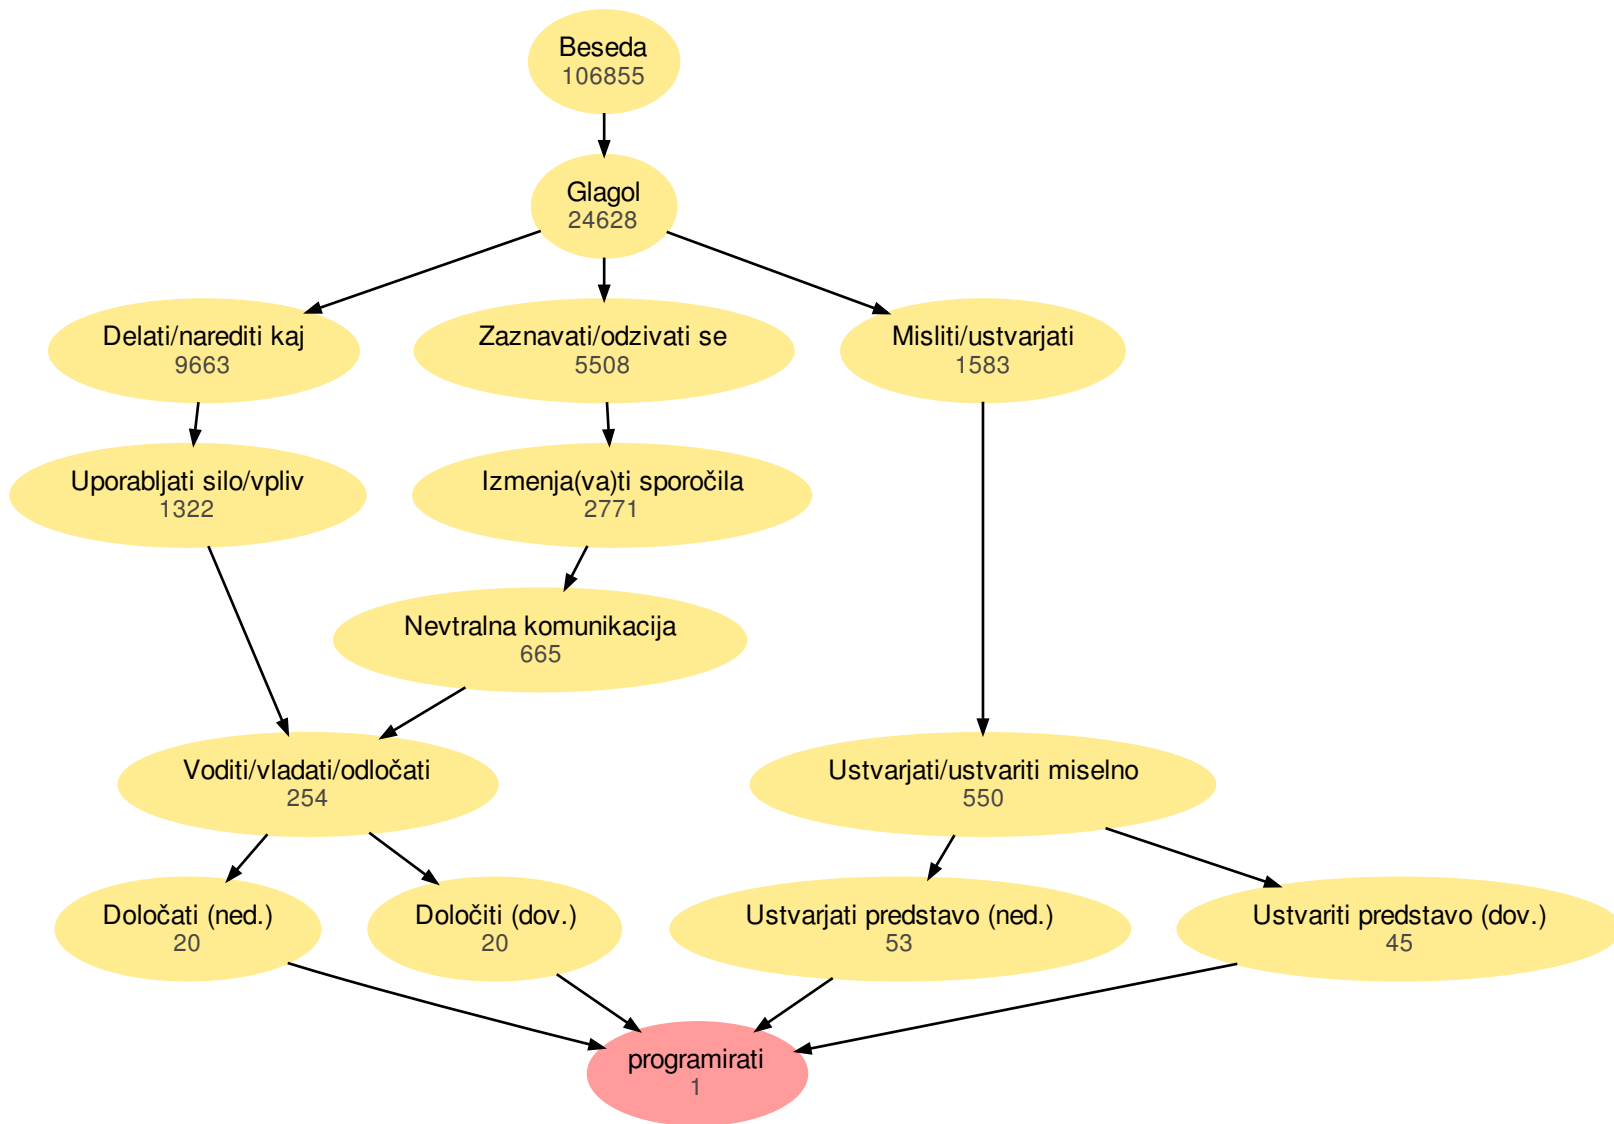 Beseda
106855
Glagol
24628
Delati/narediti kaj
9663
Zaznavati/odzivati se
5508
Misliti/ustvarjati
1583
Uporabljati silo/vpliv
1322
Izmenja(va)ti sporočila
2771
Nevtralna komunikacija
665
Voditi/vladati/odločati
254
Ustvarjati/ustvariti miselno
550
Določati (ned.)
20
Določiti (dov.)
20
Ustvarjati predstavo (ned.)
53
Ustvariti predstavo (dov.)
45
programirati
1